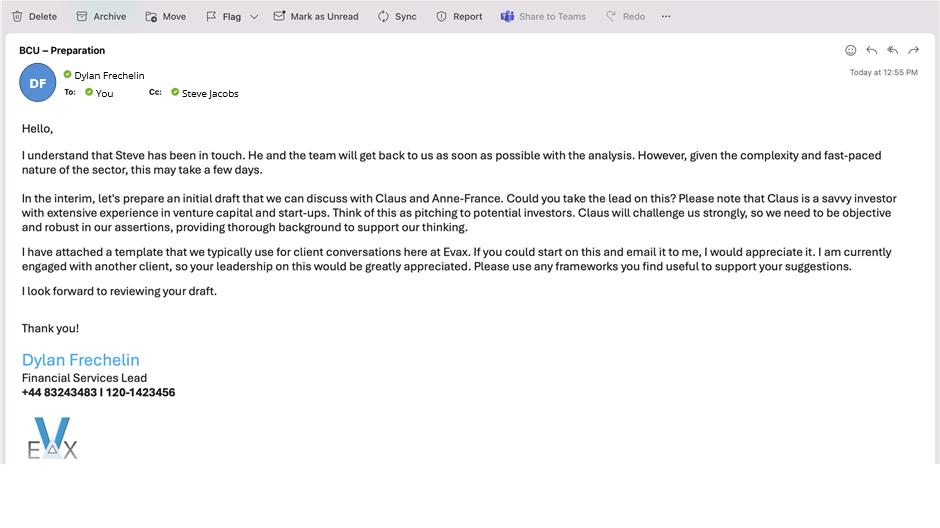 Delete Archive Move Flag Mark as Unread Sync Report Share to Teams Redo ...
BCU – Preparation
DF
Dylan Frechelin
To: You Cc: Steve Jacobs
Today at 12:55 PM
Hello,
I understand that Steve has been in touch. He and the team will get back to us as soon as possible with the analysis. However, given the complexity and fast-paced
nature of the sector, this may take a few days.
In the interim, let's prepare an initial draft that we can discuss with Claus and Anne-France. Could you take the lead on this? Please note that Claus is a savvy investor
with extensive experience in venture capital and start-ups. Think of this as pitching to potential investors. Claus will challenge us strongly, so we need to be objective
and robust in our assertions, providing thorough background to support our thinking.
I have attached a template that we typically use for client conversations here at Evax. If you could start on this and email it to me, I would appreciate it. I am currently
engaged with another client, so your leadership on this would be greatly appreciated. Please use any frameworks you find useful to support your suggestions.
I look forward to reviewing your draft.
Thank you!
Dylan Frechelin
Financial Services Lead
+44 83243483 I 120-1423456
EVAX